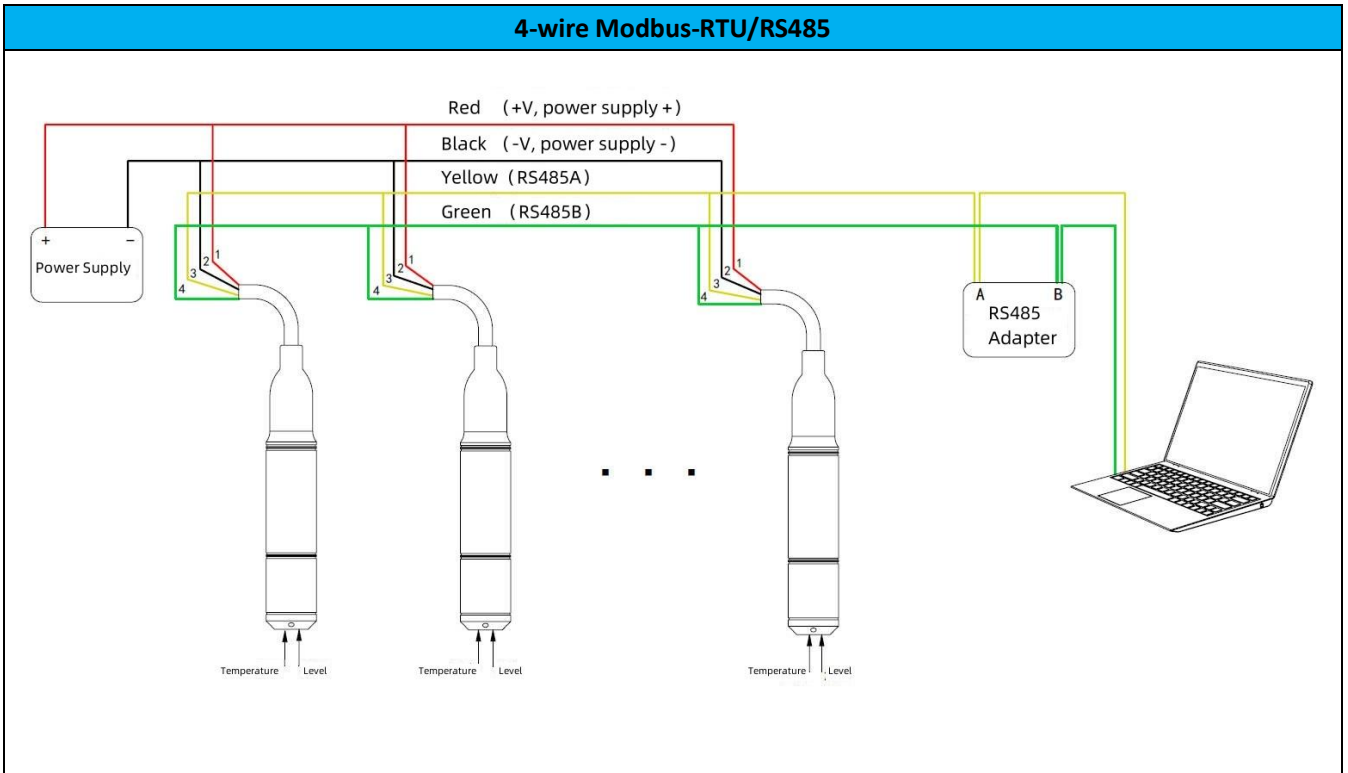 4-wire Modbus-RTU/RS485
Red (+V, power supply +)
Black (-V, power supply -)
Yellow (RS485A)
Green (RS485B)
+ −
Power Supply
1
2
3
4
1
2
3
4
1
2
3
4
A B
RS485
Adapter
Temperature Level
Temperature Level
Temperature Level